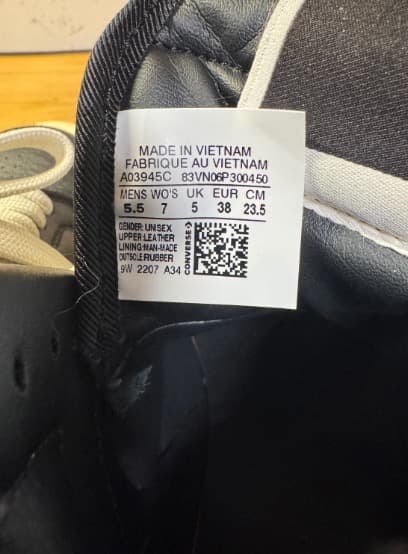 MADE IN VIETNAM
FABRIQUE AU VIETNAM
A03945C 83VN06P300450
MENS WO'S UK EUR CM
5.5 7 5 38 23.5
GENDER: UNISEX
UPPER:LEATHER
LINING:MAN-MADE
OUTSOLE:RUBBER
9W 2207 A34
CONVERSE